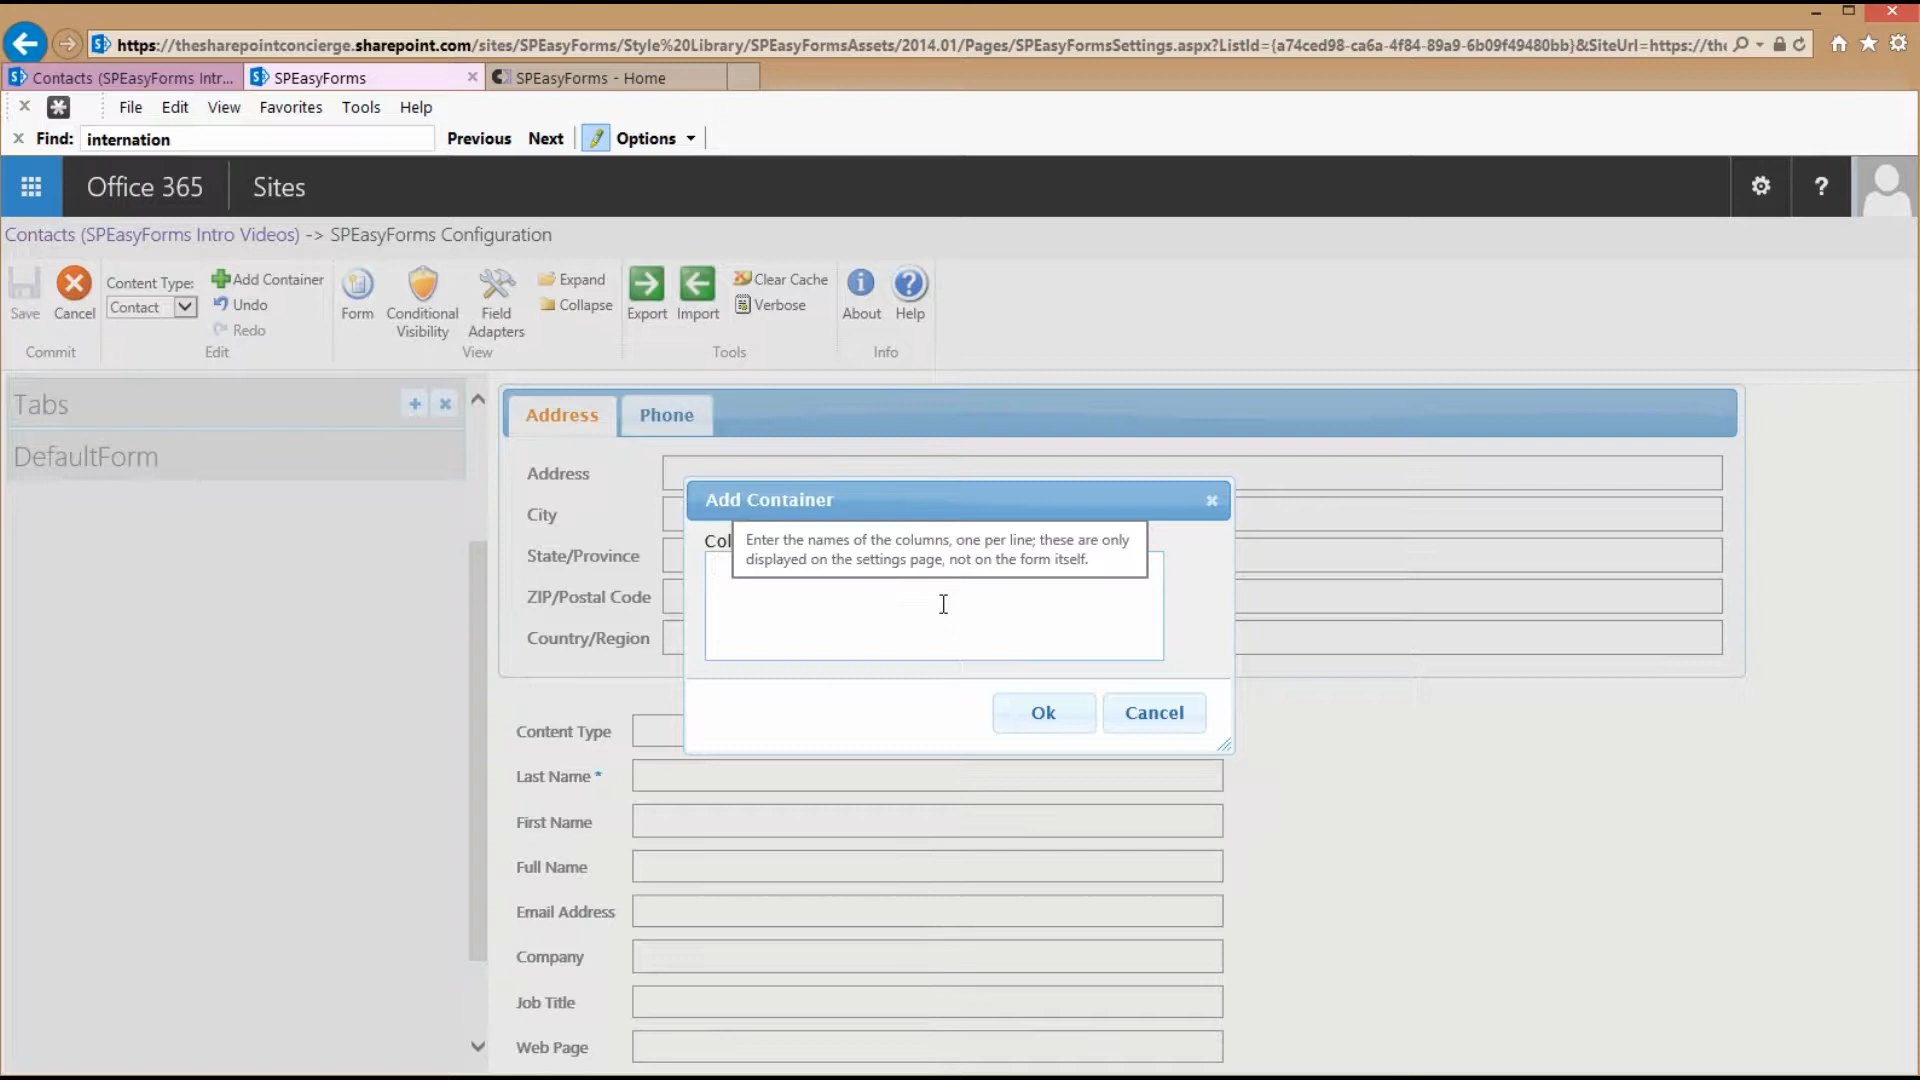 https://thesharepointconcierge.sharepoint.com/sites/SPEasyForms/Style%20Library/SPEasyFormsAssets/2014.01/Pages/SPEasyFormsSettings.aspx?ListId={a74ced98-ca6a-4f84-89a9-6b09f49480bb}&SiteUrl=https://the
Contacts (SPEasyForms Intr...
SPEasyForms
SPEasyForms - Home
File Edit View Favorites Tools Help
Find: internation Previous Next Options
Office 365 Sites
Contacts (SPEasyForms Intro Videos) -> SPEasyForms Configuration
Save
Cancel
Commit
Content Type:
Contact
Add Container
Undo
Redo
Edit
Form
Conditional
Visibility
Field
Adapters
Expand
Collapse
View
Export
Import
Clear Cache
Verbose
Tools
About
Help
Info
Tabs
DefaultForm
Address
Phone
Address
City
State/Province
ZIP/Postal Code
Country/Region
Add Container
Col
Enter the names of the columns, one per line; these are only
displayed on the settings page, not on the form itself.
Ok
Cancel
Content Type
Last Name *
First Name
Full Name
Email Address
Company
Job Title
Web Page